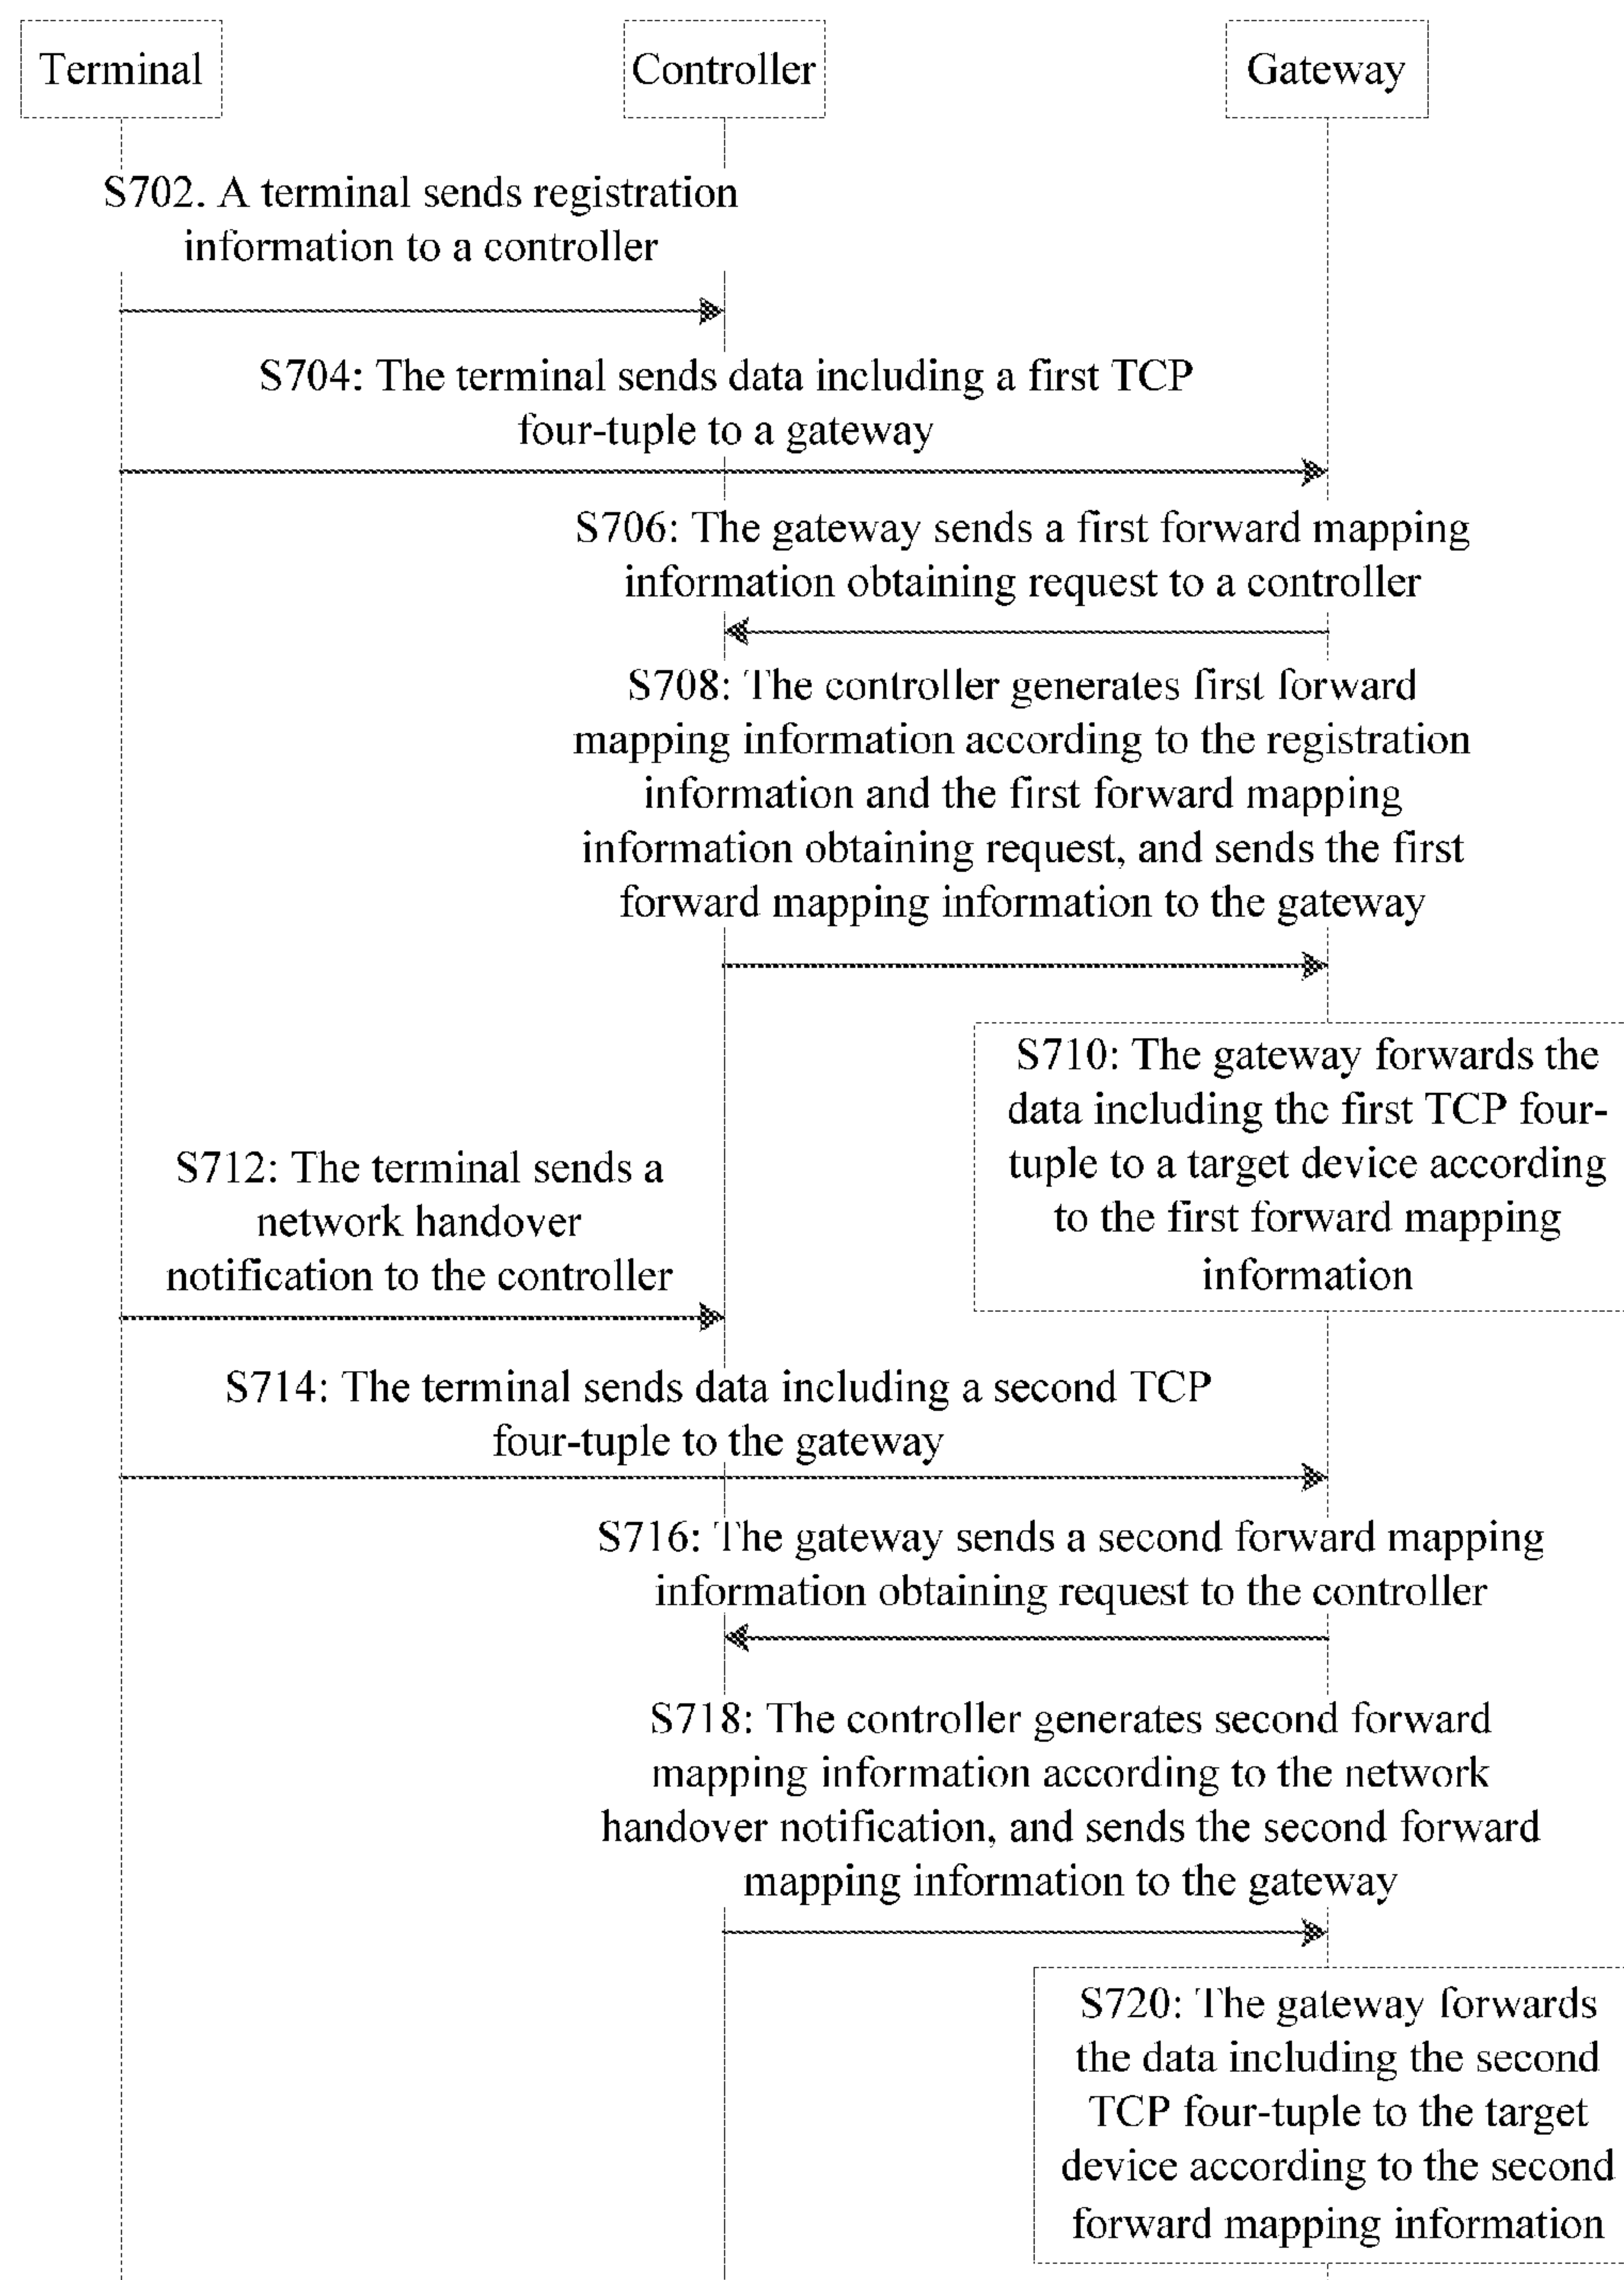 Terminal
Controller
Gateway
S702. A terminal sends registration
information to a controller
S704: The terminal sends data including a first TCP
four-tuple to a gateway
S706: The gateway sends a first forward mapping
information obtaining request to a controller
S708: The controller generates first forward
mapping information according to the registration
information and the first forward mapping
information obtaining request, and sends the first
forward mapping information to the gateway
S710: The gateway forwards the
data including the first TCP four-
tuple to a target device according
to the first forward mapping
information
S712: The terminal sends a
network handover
notification to the controller
S714: The terminal sends data including a second TCP
four-tuple to the gateway
S716: The gateway sends a second forward mapping
information obtaining request to the controller
S718: The controller generates second forward
mapping information according to the network
handover notification, and sends the second forward
mapping information to the gateway
S720: The gateway forwards
the data including the second
TCP four-tuple to the target
device according to the second
forward mapping information